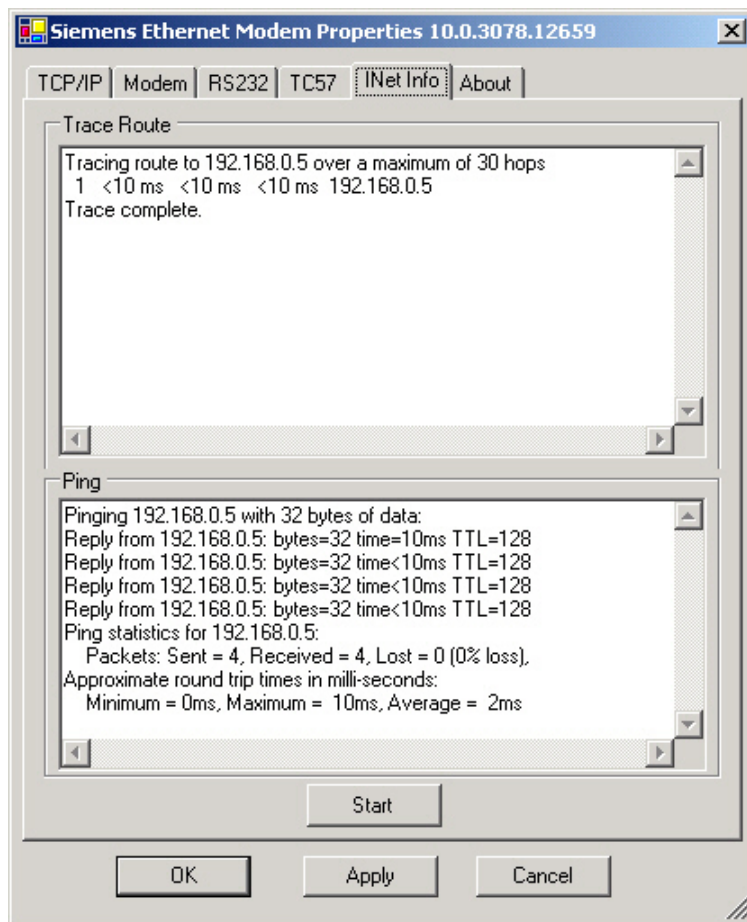 Siemens Ethernet Modem Properties 10.0.3078.12659
TCP/IP Modem RS232 TC57 INet Info About
Trace Route
Tracing route to 192.168.0.5 over a maximum of 30 hops
1 <10 ms <10 ms <10 ms 192.168.0.5
Trace complete.
Ping
Pinging 192.168.0.5 with 32 bytes of data:
Reply from 192.168.0.5: bytes=32 time=10ms TTL=128
Reply from 192.168.0.5: bytes=32 time<10ms TTL=128
Reply from 192.168.0.5: bytes=32 time<10ms TTL=128
Reply from 192.168.0.5: bytes=32 time<10ms TTL=128
Ping statistics for 192.168.0.5:
Packets: Sent = 4, Received = 4, Lost = 0 (0% loss),
Approximate round trip times in milli-seconds:
Minimum = 0ms, Maximum = 10ms, Average = 2ms
Start
OK Apply Cancel